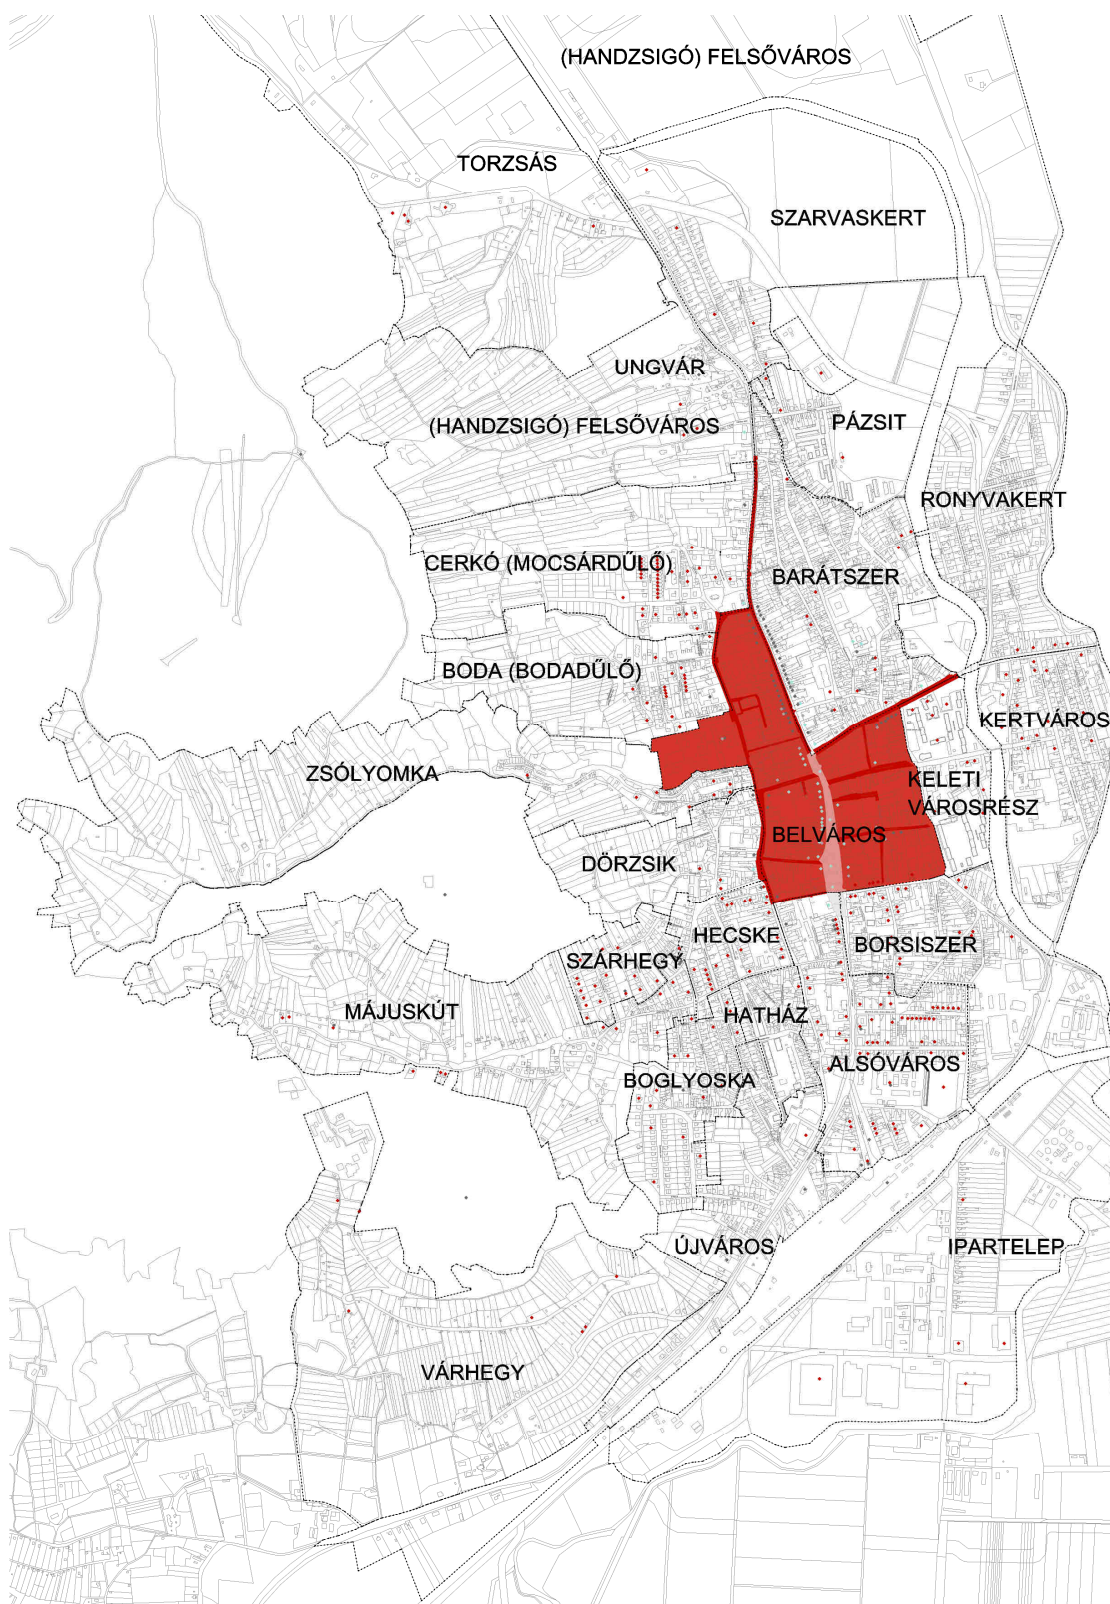 (HANDZSIGÓ) FELSŐVÁROS
TORZSÁS
SZARVASKERT
UNGVÁR
(HANDZSIGÓ) FELSŐVÁROS
PÁZSIT
RONYVAKERT
CERKÓ (MOCSÁRDŰLŐ)
BARÁTSZER
BODA (BODADŰLŐ)
KERTVÁROS
ZSÓLYOMKA
KELETI
VÁROSRÉSZ
BELVÁROS
DÖRZSIK
HECSKE
BORSISZER
SZÁRHEGY
MÁJUSKÚT
HATHÁZ
ALSÓVÁROS
BOGLYOSKA
ÚJVÁROS
IPARTELEP
VÁRHEGY